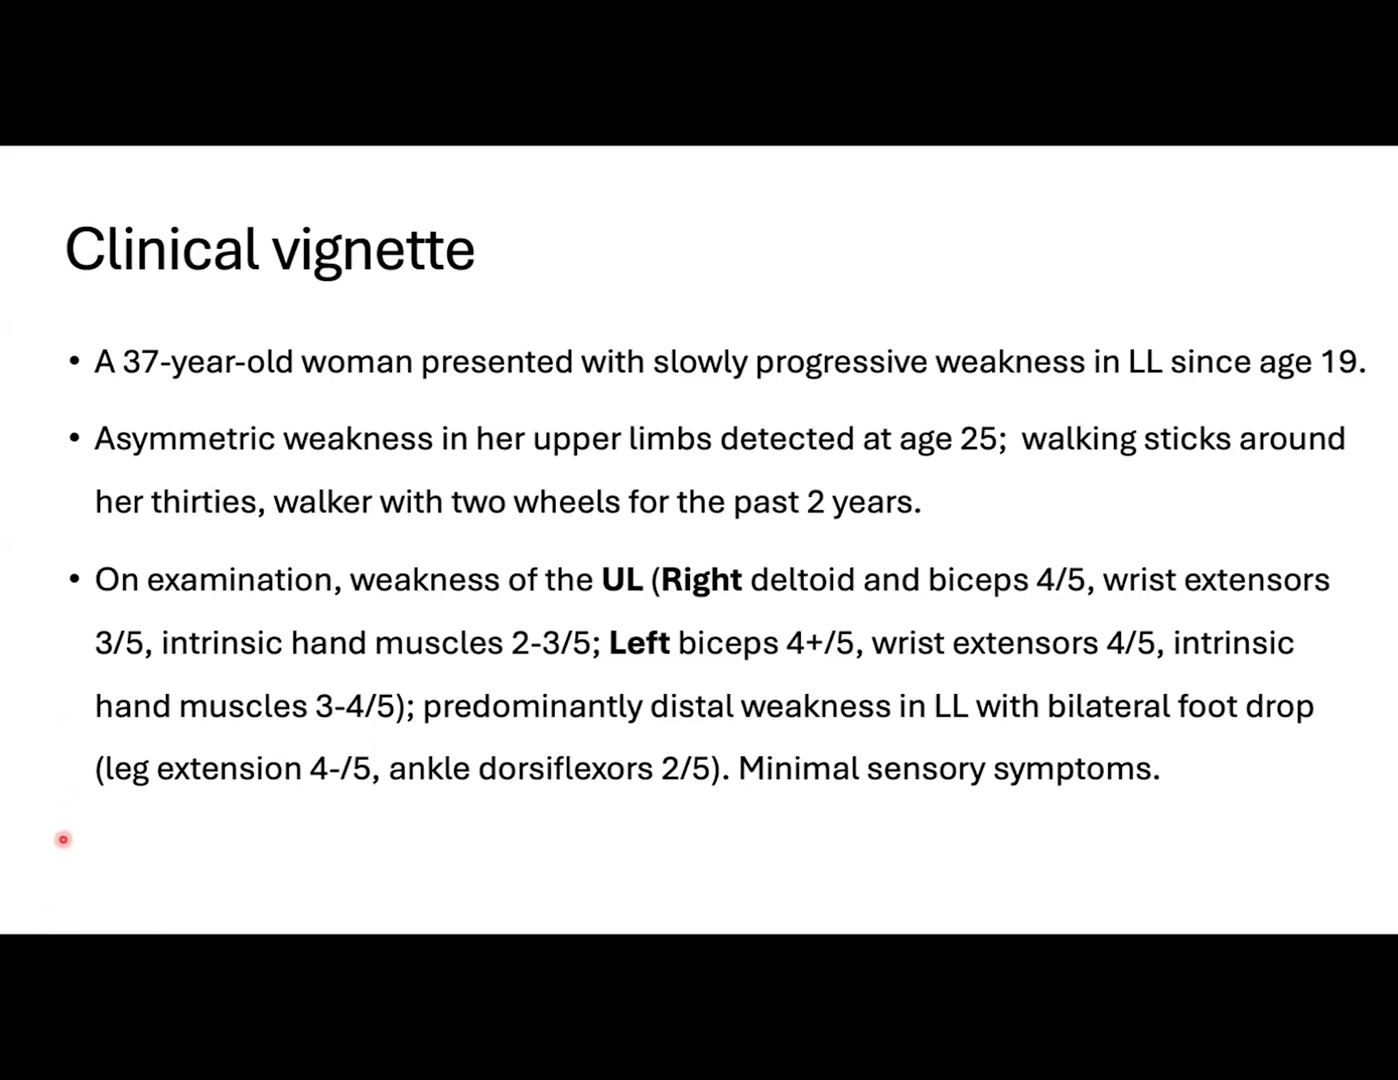 Clinical vignette
• A 37-year-old woman presented with slowly progressive weakness in LL since age 19.
• Asymmetric weakness in her upper limbs detected at age 25;  walking sticks around
her thirties, walker with two wheels for the past 2 years.
• On examination, weakness of the UL (Right deltoid and biceps 4/5, wrist extensors
3/5, intrinsic hand muscles 2-3/5; Left biceps 4+/5, wrist extensors 4/5, intrinsic
hand muscles 3-4/5); predominantly distal weakness in LL with bilateral foot drop
(leg extension 4-/5, ankle dorsiflexors 2/5). Minimal sensory symptoms.